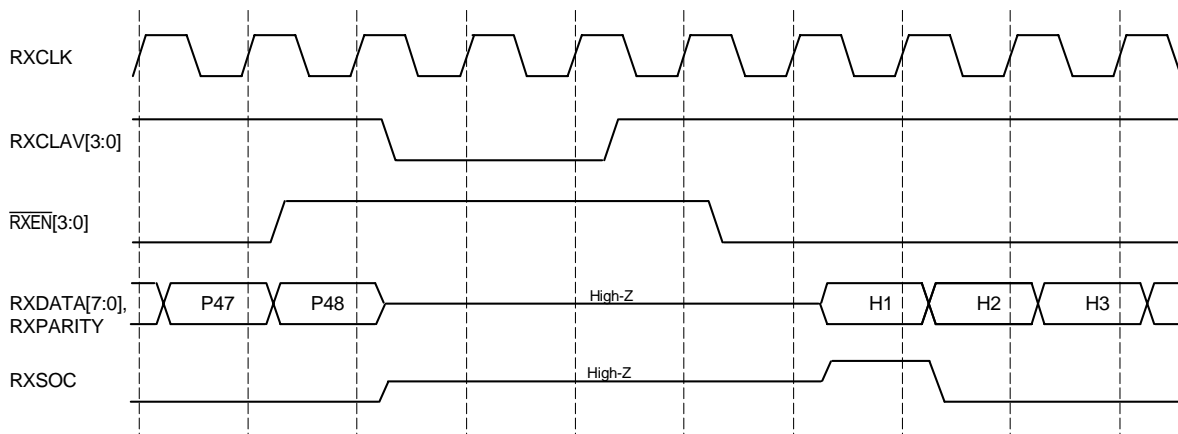 RXCLK
RXCLAV[3:0]
RXEN[3:0]
RXDATA[7:0],
RXPARITY
P47
P48
High-Z
H1
H2
H3
RXSOC
High-Z